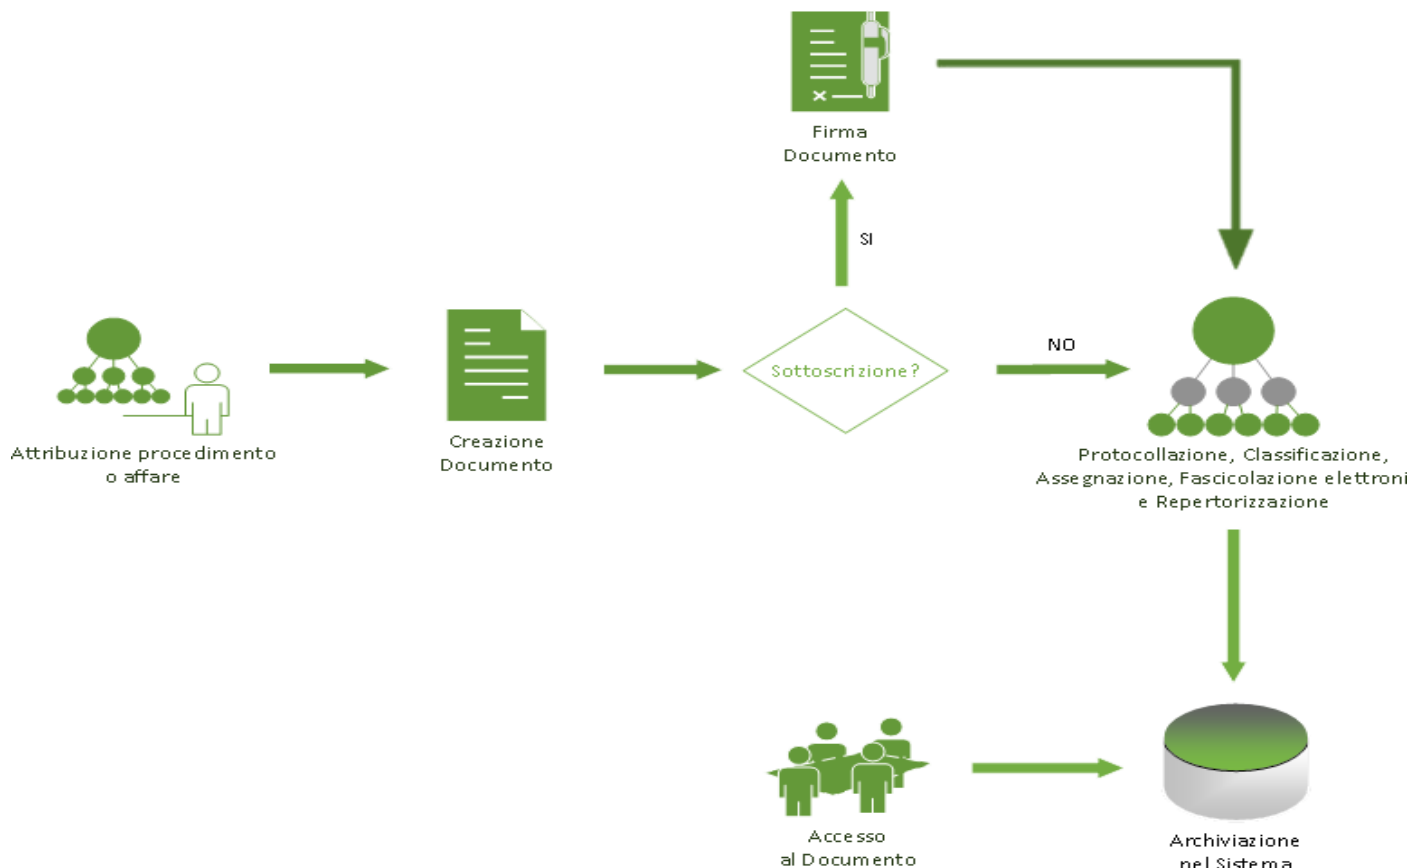 Firma
Documento
SI
Sottoscrizione?
NO
Attribuzione procedimento
o affare
Creazione
Documento
Protocollazione, Classificazione,
Assegnazione, Fascicolazione elettroni
e Repertorizzazione
Accesso
al Documento
Archiviazione
nel Sistema